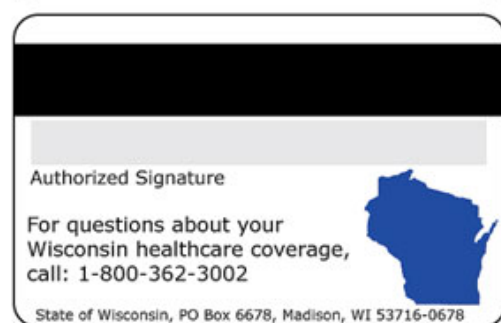 Authorized Signature
For questions about your
Wisconsin healthcare coverage,
call: 1-800-362-3002
State of Wisconsin, PO Box 6678, Madison, WI 53716-0678